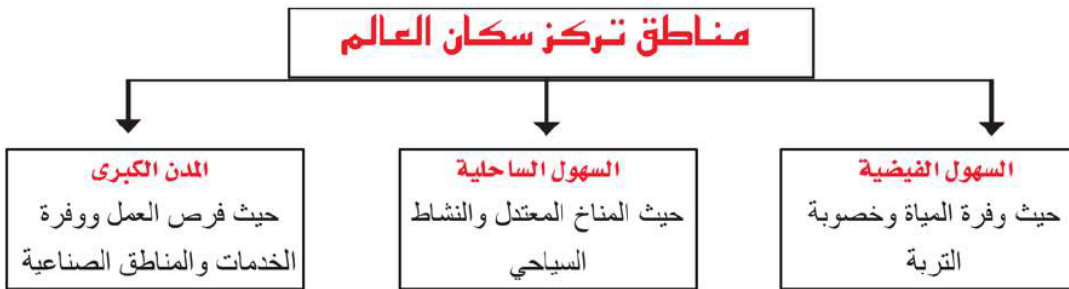 مناطق تركز سكان العالم
السهول الفيضية
حيث وفرة المياة وخصوبة
التربة
السهول الساحلية
حيث المناخ المعتدل والنشاط
السياحي
المدن الكبرى
حيث فرص العمل ووفرة
الخدمات والمناطق الصناعية